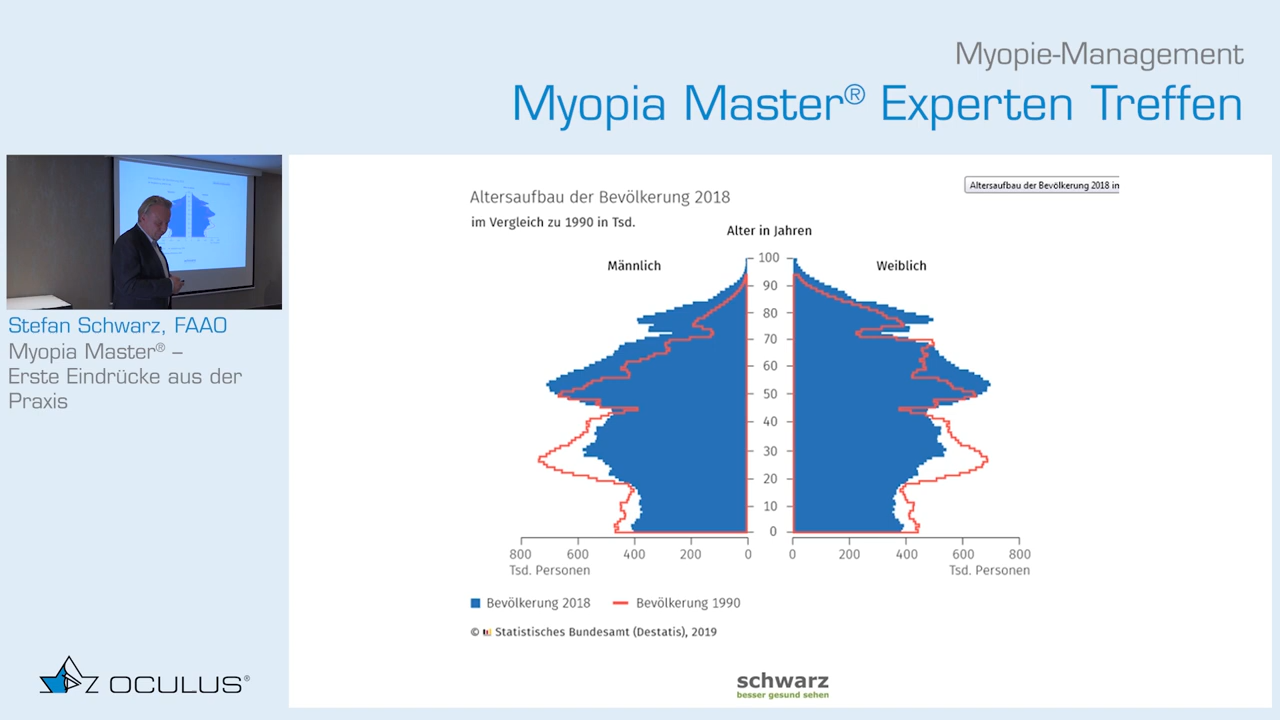 Myopie-Management
Myopia Master® Experten Treffen
Stefan Schwarz, FAAO
Myopia Master® –
Erste Eindrücke aus der
Praxis
Altersaufbau der Bevölkerung 2018
im Vergleich zu 1990 in Tsd.
Altersaufbau der Bevölkerung 2018 in
Alter in Jahren
Männlich
Weiblich
100
90
80
70
60
50
40
30
20
10
0
800 600 400 200 0
0 200 400 600 800
Tsd. Personen
Tsd. Personen
Bevölkerung 2018
Bevölkerung 1990
© Statistisches Bundesamt (Destatis), 2019
schwarz
besser gesund sehen
OCULUS®